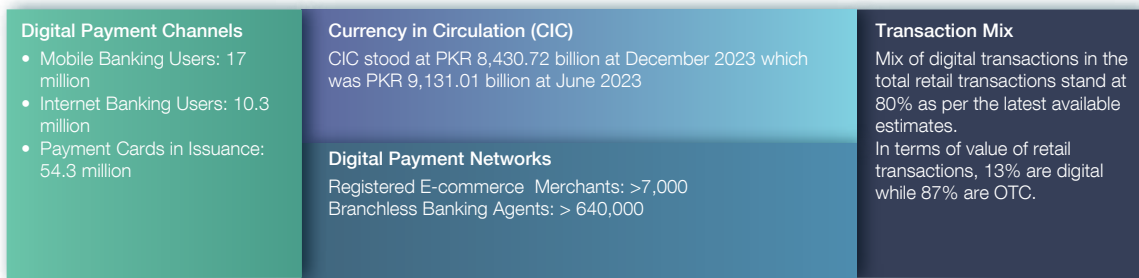 Digital Payment Channels
• Mobile Banking Users: 17
million
• Internet Banking Users: 10.3
million
• Payment Cards in Issuance:
54.3 million
Currency in Circulation (CIC)
CIC stood at PKR 8,430.72 billion at December 2023 which
was PKR 9,131.01 billion at June 2023
Digital Payment Networks
Registered E-commerce Merchants: >7,000
Branchless Banking Agents: > 640,000
Transaction Mix
Mix of digital transactions in the
total retail transactions stand at
80% as per the latest available
estimates.
In terms of value of retail
transactions, 13% are digital
while 87% are OTC.